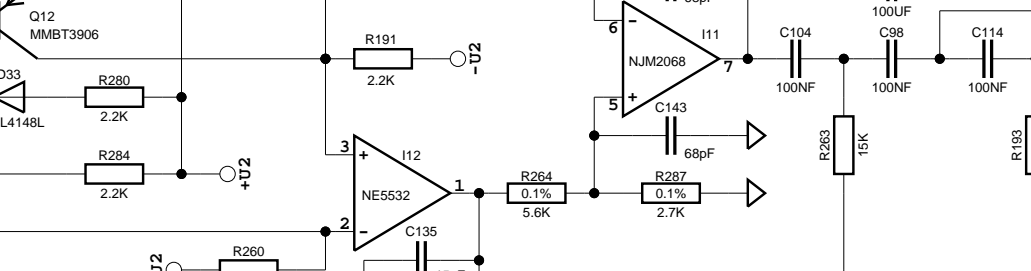 Q12
MMBT3906
R191
2.2K
-U2
D33
L4148L
R280
2.2K
R284
2.2K
+U2
3
+
I12
NE5532
1
2
-
R260
U2
C135
R264
0.1%
5.6K
R287
0.1%
2.7K
C143
68pF
6
-
I11
NJM2068
7
5
+
68pF
100UF
C104
100NF
C98
100NF
C114
100NF
R263
15K
R193